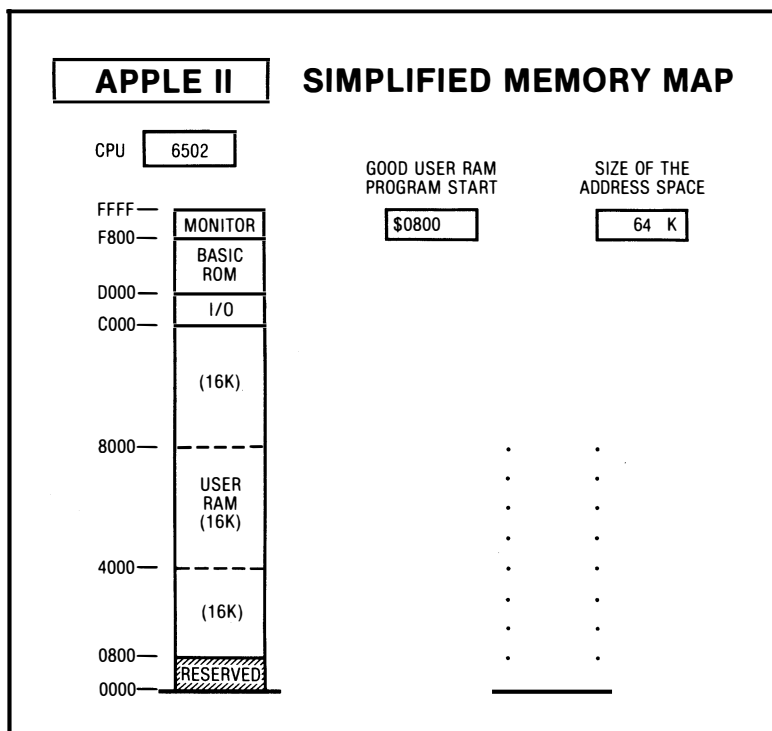 APPLE II SIMPLIFIED MEMORY MAP
CPU 6502
GOOD USER RAM
PROGRAM START
$0800
SIZE OF THE
ADDRESS SPACE
64 K
FFFF
MONITOR
F800
BASIC
ROM
D000
I/O
C000
(16K)
8000
USER
RAM
(16K)
4000
(16K)
0800
RESERVED
0000